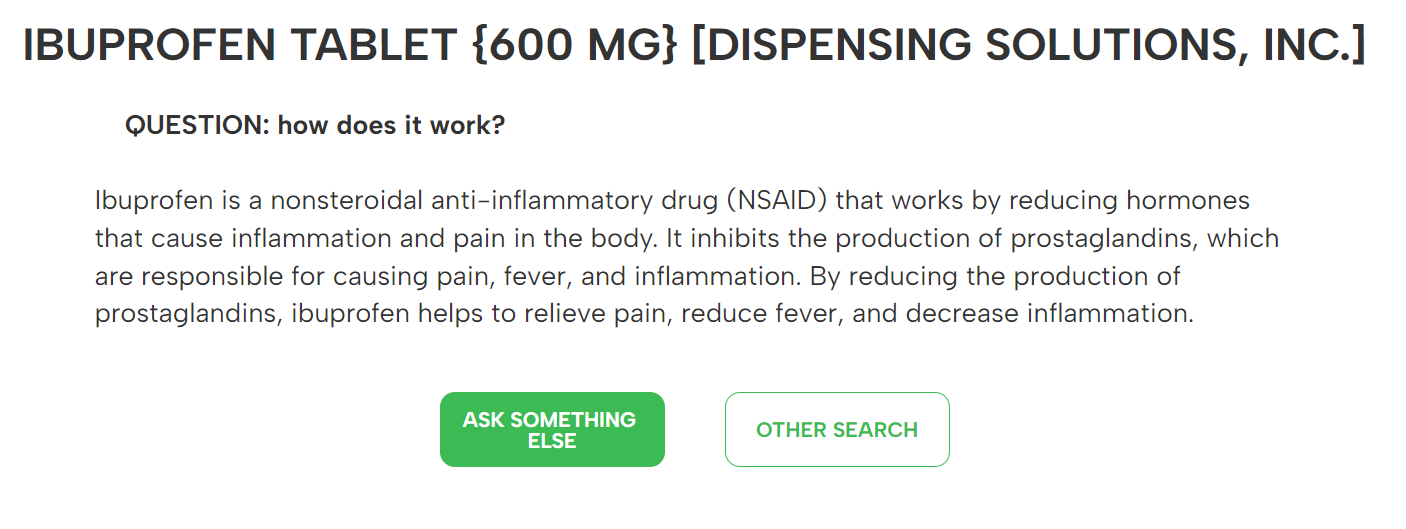 IBUPROFEN TABLET {600 MG} [DISPENSING SOLUTIONS, INC.]
QUESTION: how does it work?
Ibuprofen is a nonsteroidal anti-inflammatory drug (NSAID) that works by reducing hormones
that cause inflammation and pain in the body. It inhibits the production of prostaglandins, which
are responsible for causing pain, fever, and inflammation. By reducing the production of
prostaglandins, ibuprofen helps to relieve pain, reduce fever, and decrease inflammation.
ASK SOMETHING
ELSE
OTHER SEARCH